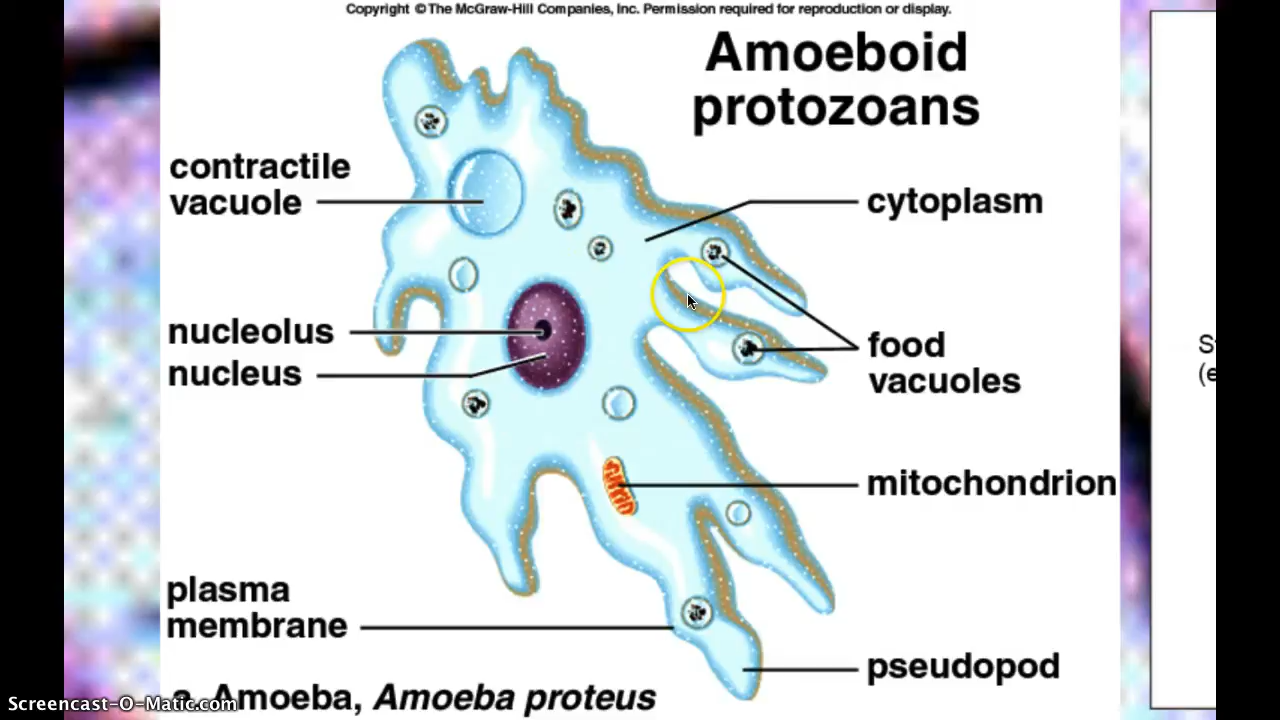 Copyright © The McGraw-Hill Companies, Inc. Permission required for reproduction or display.
Amoeboid
protozoans
contractile
vacuole
cytoplasm
nucleolus
nucleus
food
vacuoles
mitochondrion
plasma
membrane
pseudopod
Amoeba, Amoeba proteus
Screencast-O-Matic.com